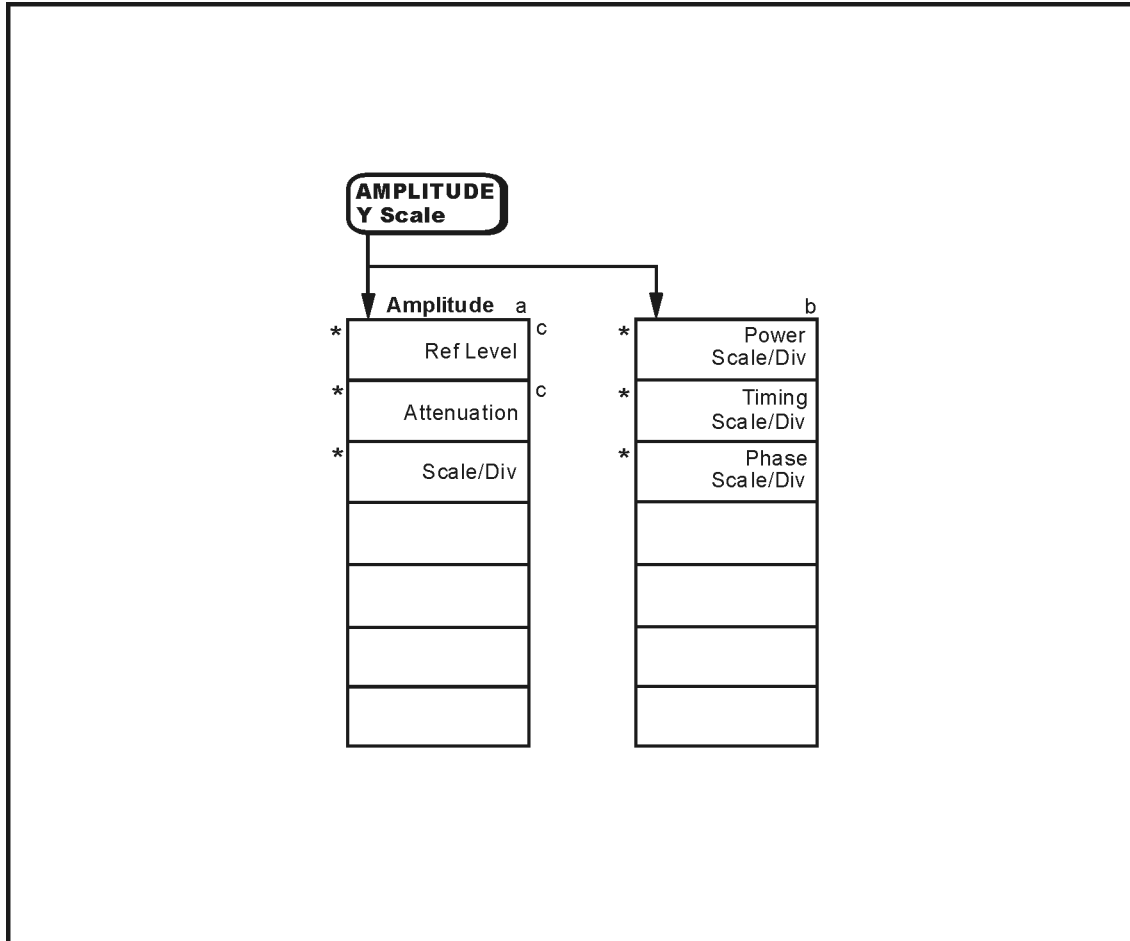 AMPLITUDE
Y Scale
Amplitude a
* Ref Level c
* Attenuation c
* Scale/Div
b
* Power
Scale/Div
* Timing
Scale/Div
* Phase
Scale/Div